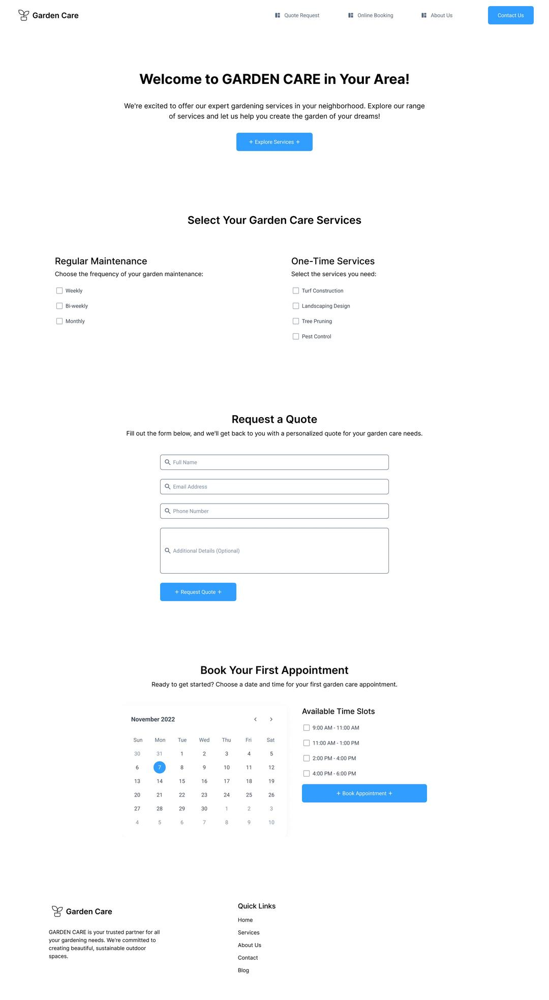 Garden Care
Quote Request
Online Booking
About Us
Contact Us
Welcome to GARDEN CARE in Your Area!
We're excited to offer our expert gardening services in your neighborhood. Explore our range
of services and let us help you create the garden of your dreams!
+ Explore Services +
Select Your Garden Care Services
Regular Maintenance
Choose the frequency of your garden maintenance:
Weekly
Bi-weekly
Monthly
One-Time Services
Select the services you need:
Turf Construction
Landscaping Design
Tree Pruning
Pest Control
Request a Quote
Fill out the form below, and we'll get back to you with a personalized quote for your garden care needs.
Full Name
Email Address
Phone Number
Additional Details (Optional)
+ Request Quote +
Book Your First Appointment
Ready to get started? Choose a date and time for your first garden care appointment.
November 2022
Sun Mon Tue Wed Thu Fri Sat
30 31 1 2 3 4 5
6 7 8 9 10 11 12
13 14 15 16 17 18 19
20 21 22 23 24 25 26
27 28 29 30 1 2 3
4 5 6 7 8 9 10
Available Time Slots
9:00 AM - 11:00 AM
11:00 AM - 1:00 PM
2:00 PM - 4:00 PM
4:00 PM - 6:00 PM
+ Book Appointment +
Garden Care
GARDEN CARE is your trusted partner for all
your gardening needs. We're committed to
creating beautiful, sustainable outdoor
spaces.
Quick Links
Home
Services
About Us
Contact
Blog